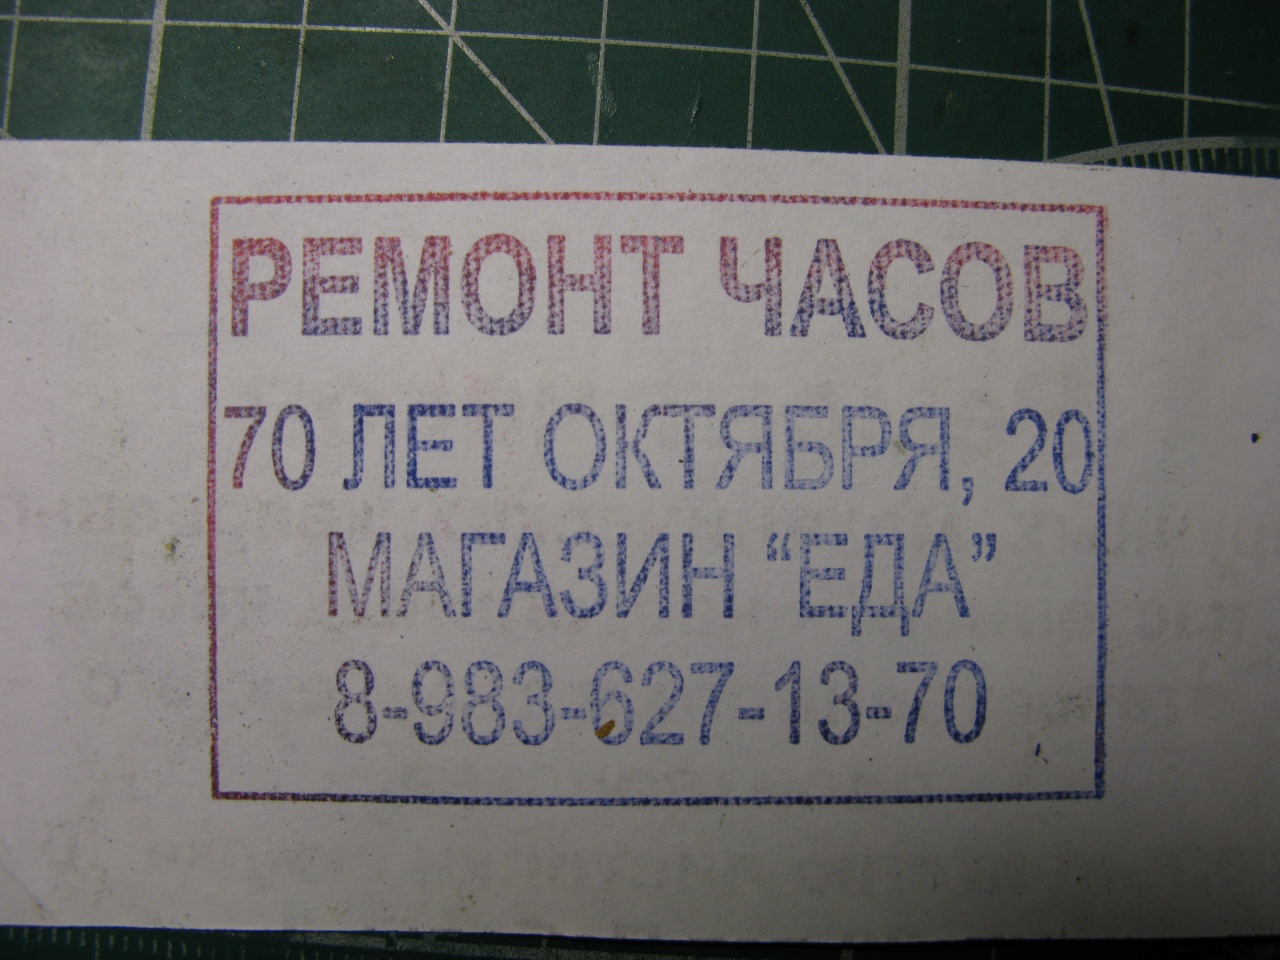 РЕМОНТ ЧАСОВ
70 ЛЕТ ОКТЯБРЯ, 20
МАГАЗИН “ЕДА”
8-983-627-13-70